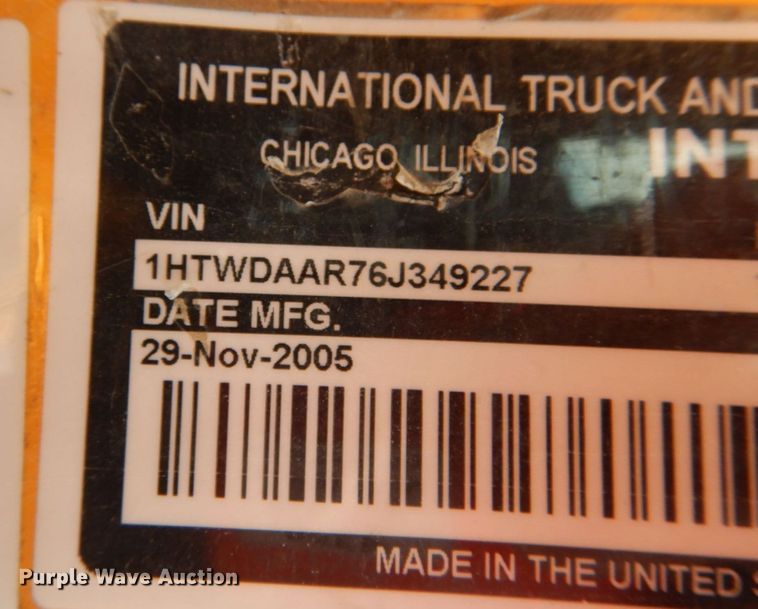 INTERNATIONAL TRUCK AND
CHICAGO, ILLINOIS
INT
VIN
1HTWDAAR76J349227
DATE MFG.
29-Nov-2005
MADE IN THE UNITED
Purple Wave Auction